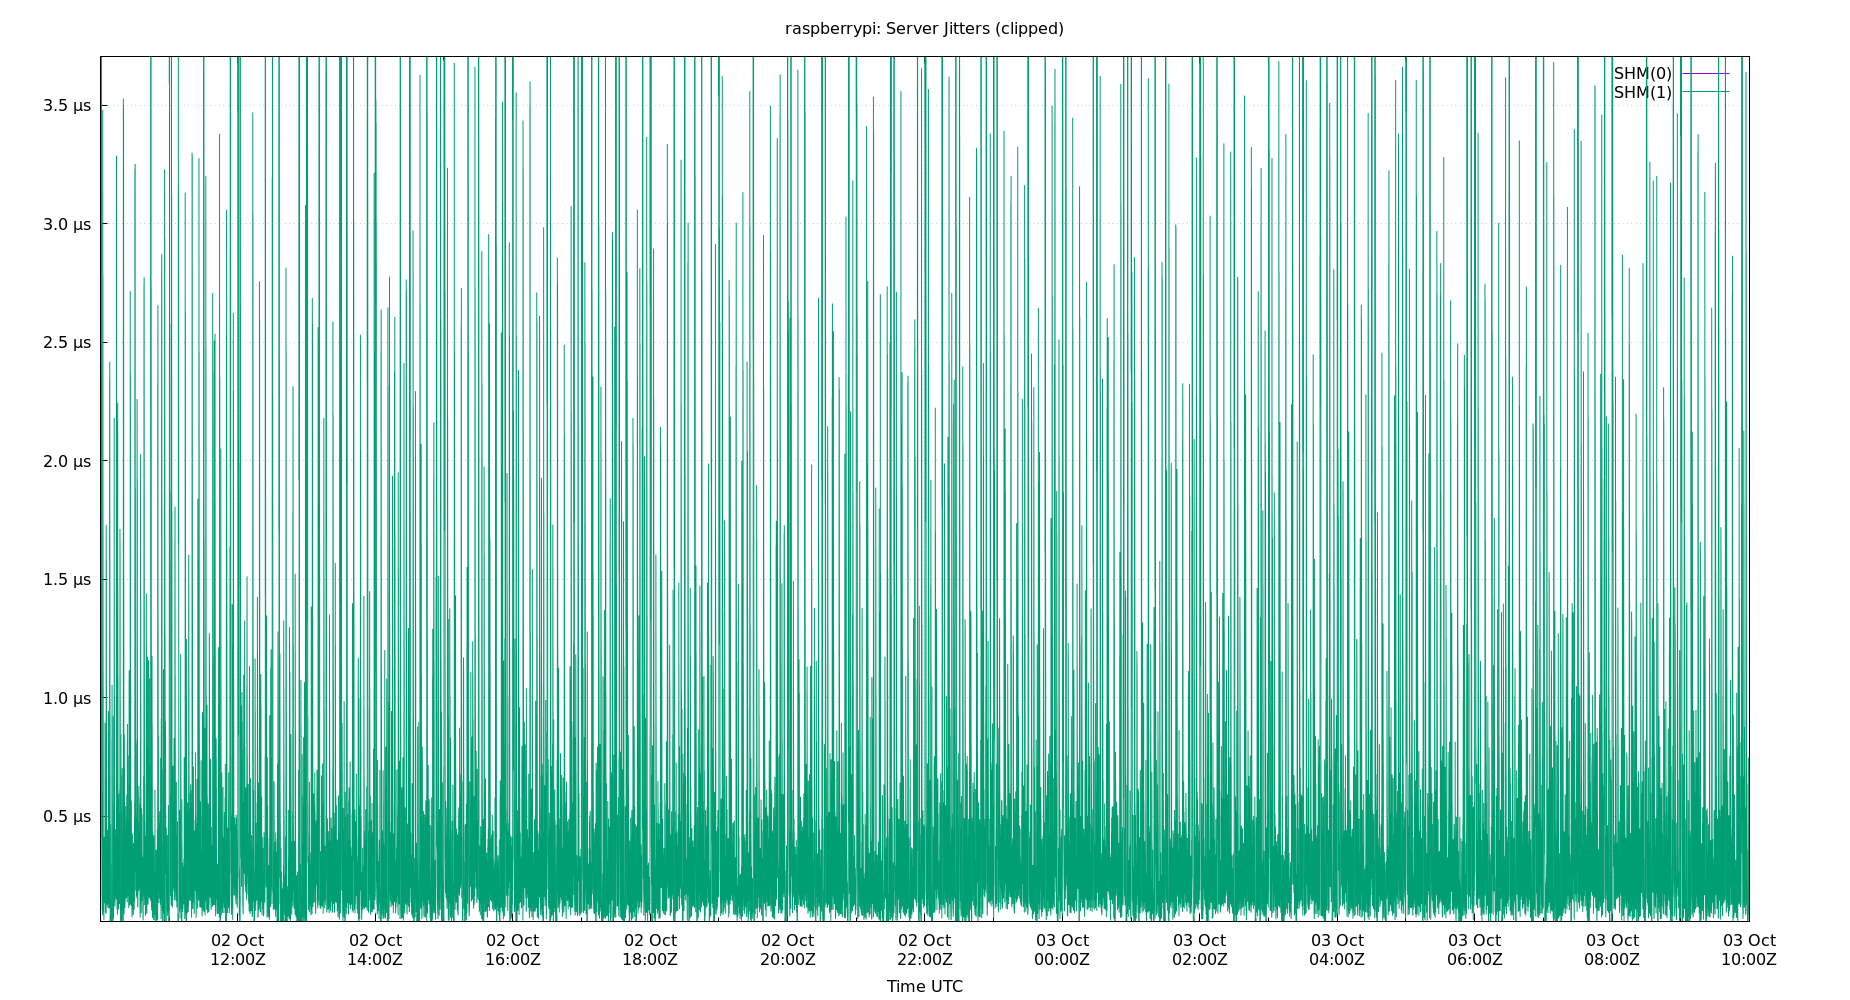 raspberrypi: Server Jitters (clipped)
SHM(0)
SHM(1)
3.5 µs
3.0 µs
2.5 µs
2.0 µs
1.5 µs
1.0 µs
0.5 µs
02 Oct 02 Oct 02 Oct 02 Oct 02 Oct 02 Oct 03 Oct 03 Oct 03 Oct 03 Oct 03 Oct 03 Oct
12:00Z 14:00Z 16:00Z 18:00Z 20:00Z 22:00Z 00:00Z 02:00Z 04:00Z 06:00Z 08:00Z 10:00Z
Time UTC